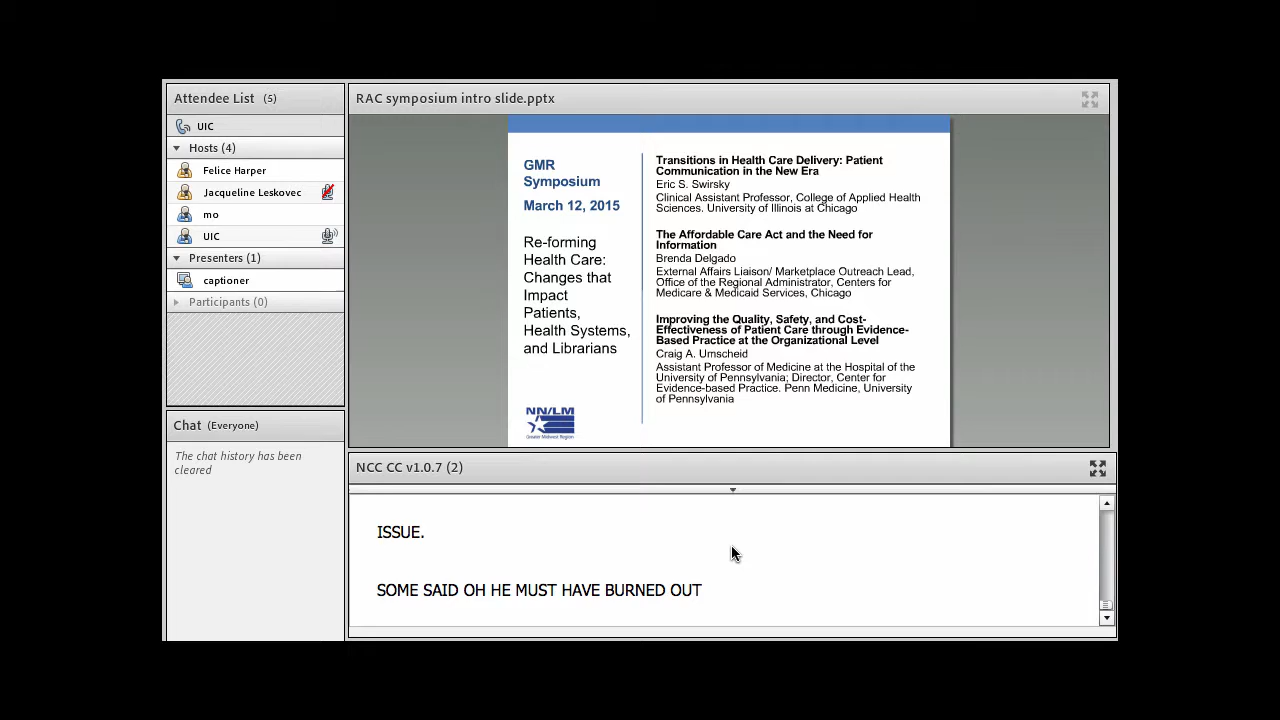 Attendee List (5)
UIC
Hosts (4)
Felice Harper
Jacqueline Leskovec
mo
UIC
Presenters (1)
captioner
Participants (0)
Chat (Everyone)
The chat history has been
cleared
RAC symposium intro slide.pptx
GMR
Symposium
March 12, 2015
Re-forming
Health Care:
Changes that
Impact
Patients,
Health Systems,
and Librarians
NN/LM
Greater Midwest Region
Transitions in Health Care Delivery: Patient
Communication in the New Era
Eric S. Swirsky
Clinical Assistant Professor, College of Applied Health
Sciences. University of Illinois at Chicago
The Affordable Care Act and the Need for
Information
Brenda Delgado
External Affairs Liaison/ Marketplace Outreach Lead,
Office of the Regional Administrator, Centers for
Medicare & Medicaid Services, Chicago
Improving the Quality, Safety, and Cost-
Effectiveness of Patient Care through Evidence-
Based Practice at the Organizational Level
Craig A. Umscheid
Assistant Professor of Medicine at the Hospital of the
University of Pennsylvania; Director, Center for
Evidence-based Practice. Penn Medicine, University
of Pennsylvania
NCC CC v1.0.7 (2)
ISSUE.
SOME SAID OH HE MUST HAVE BURNED OUT